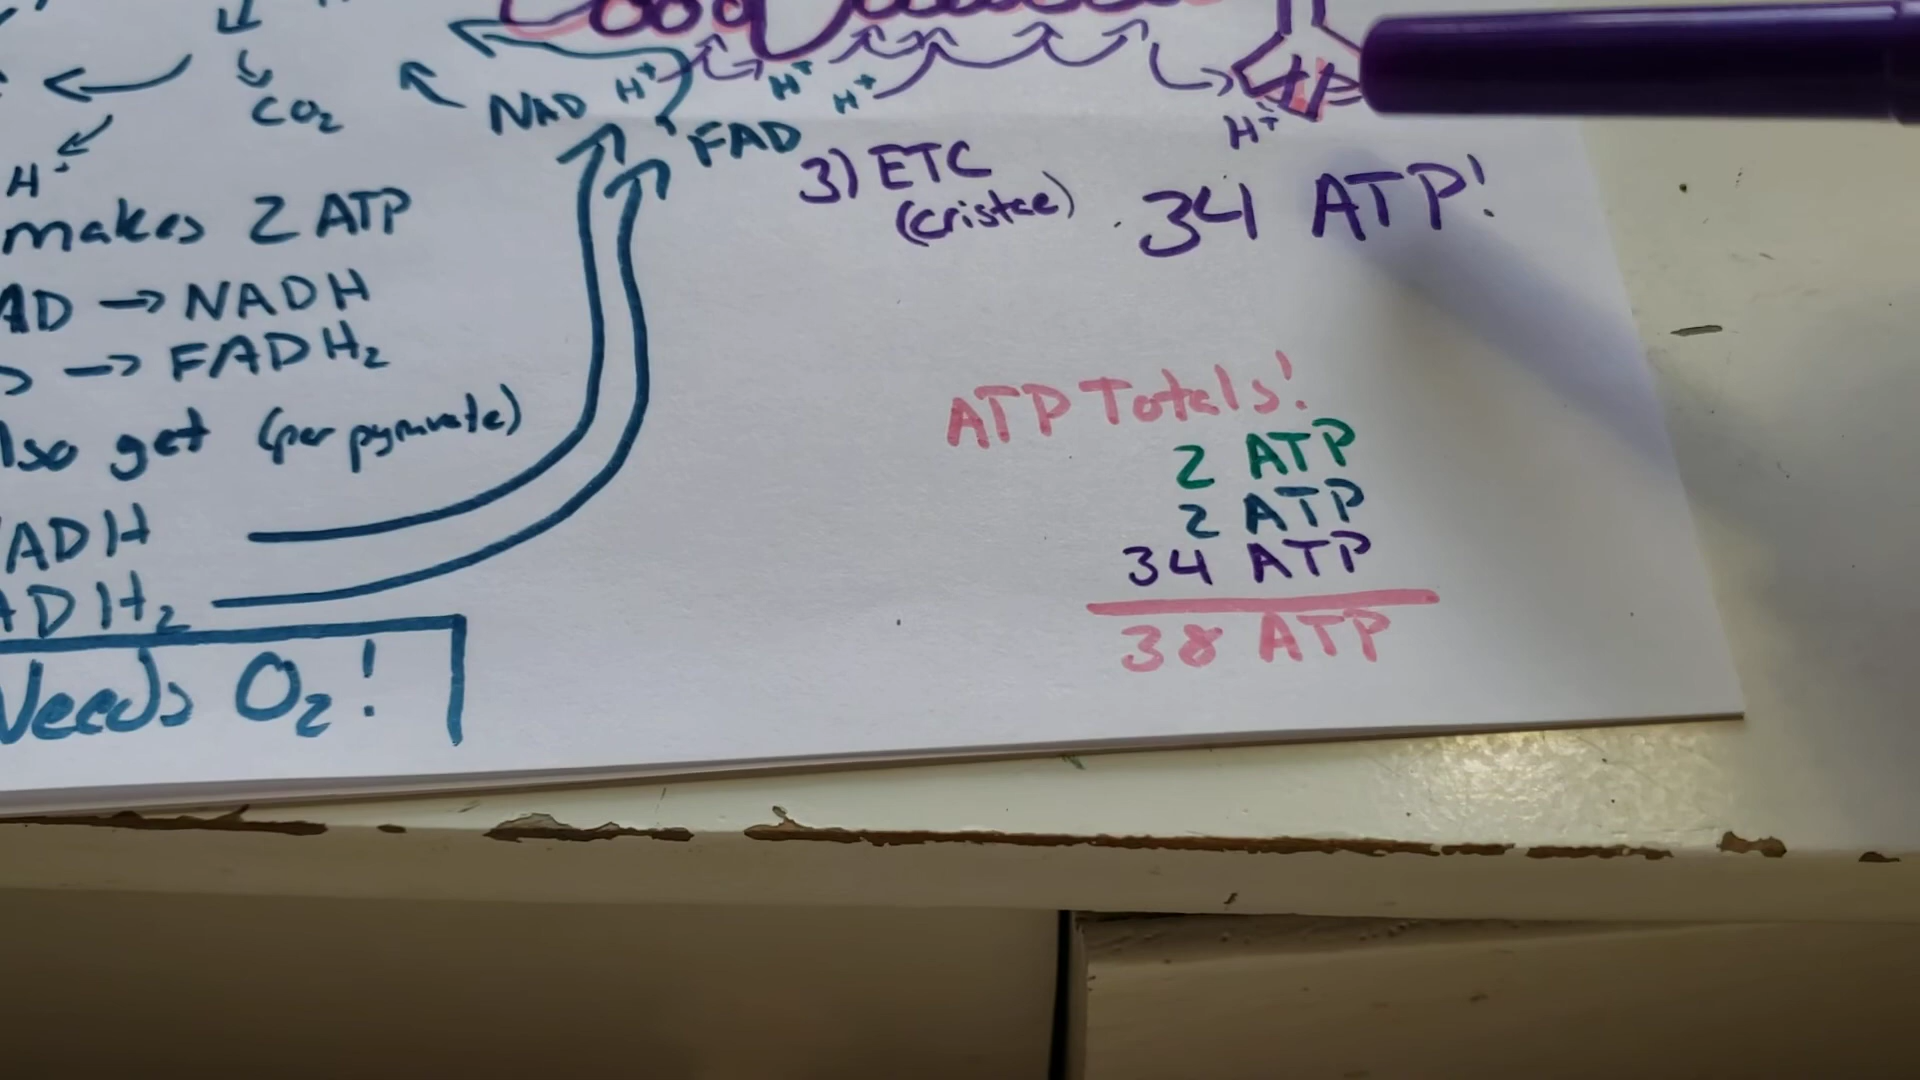 CO2
NAD H+ H+ H+
FAD
H+
H+
3) ETC
(cristae)
34 ATP!
makes 2 ATP
AD → NADH
→ FADH2
lso get (per pyruvate)
ADH
ADH2
Needs O2!
ATP Totals!
2 ATP
2 ATP
34 ATP
38 ATP